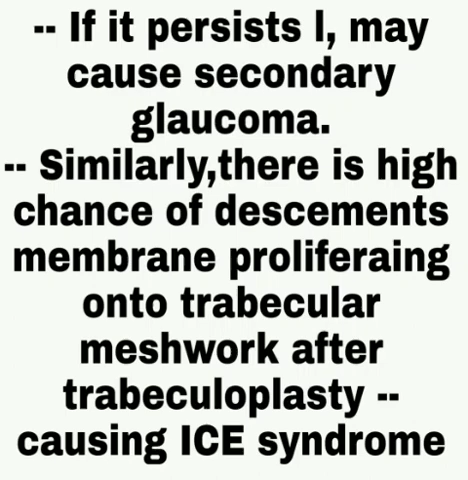 -- If it persists l, may
cause secondary
glaucoma.
-- Similarly,there is high
chance of descements
membrane proliferaing
onto trabecular
meshwork after
trabeculoplasty --
causing ICE syndrome